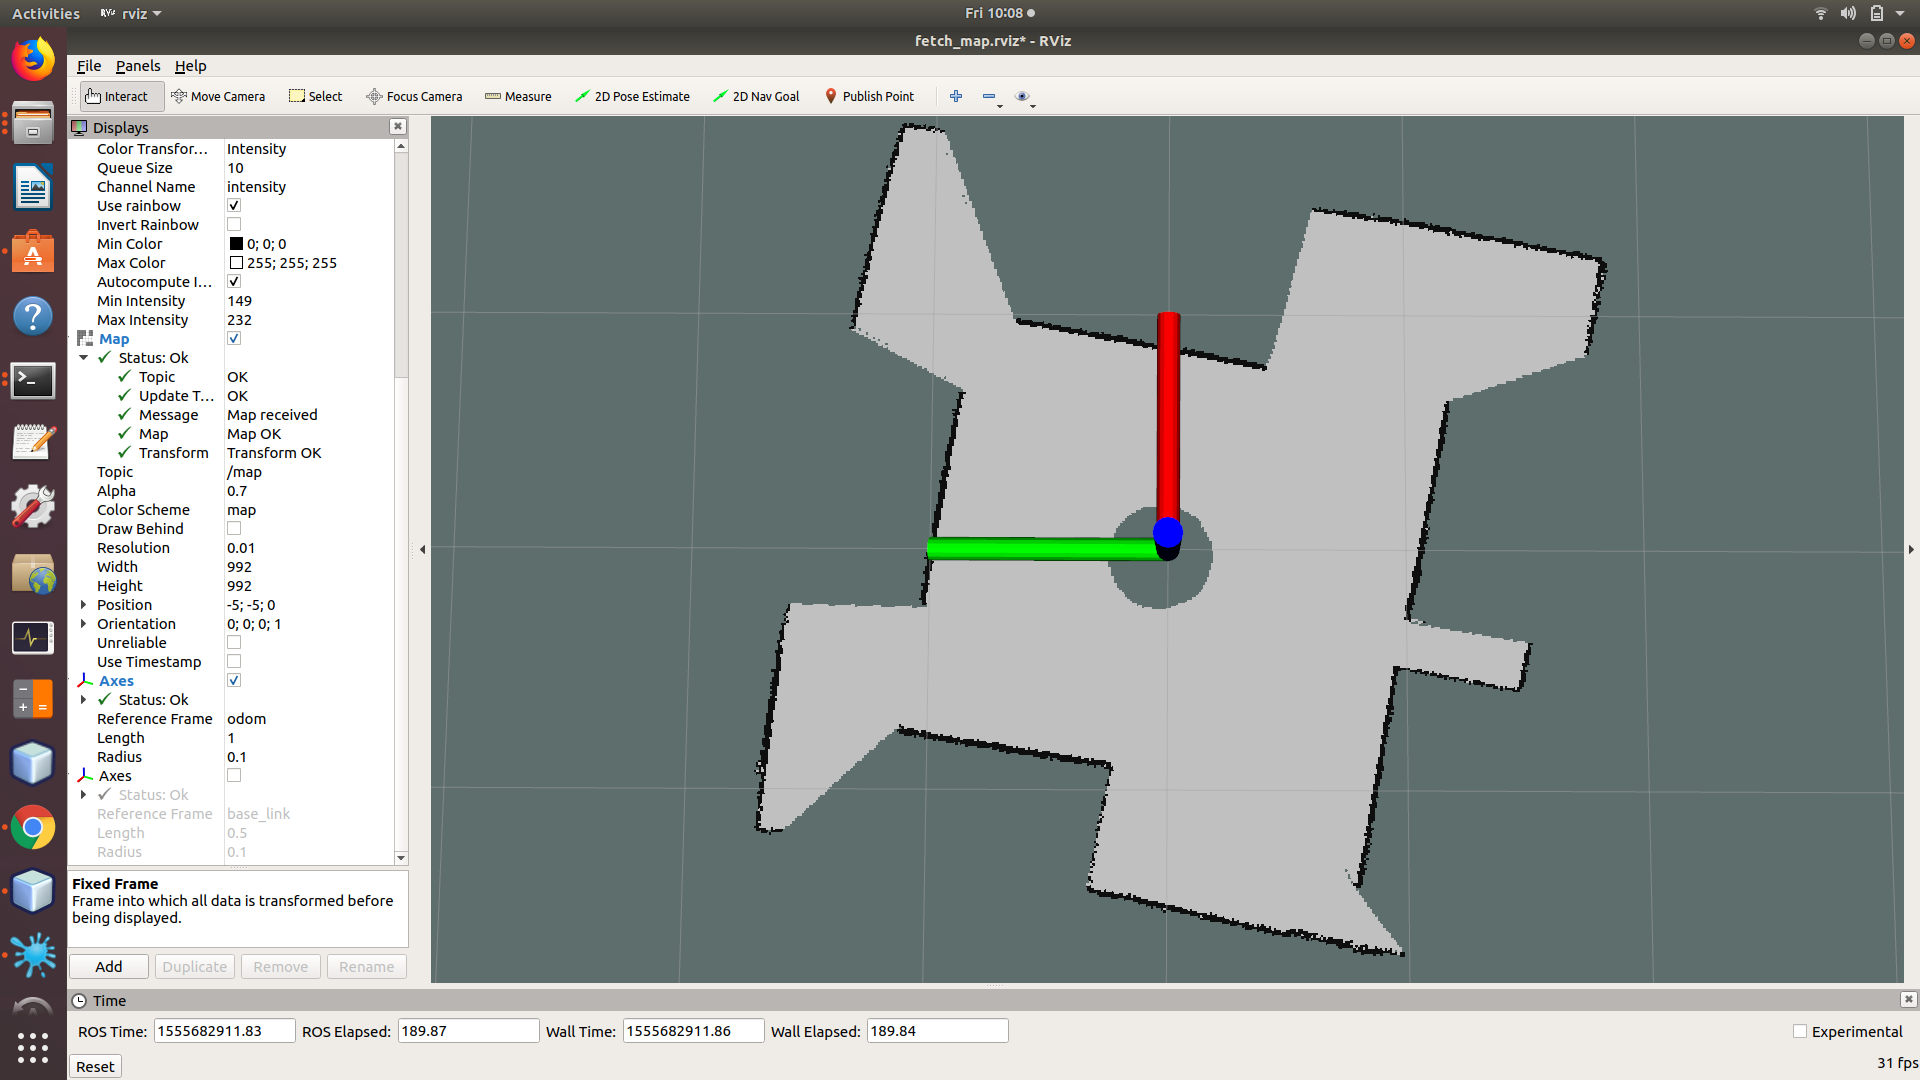 Activities
RViz
rviz
Fri 10:08
fetch_map.rviz* - RViz
File Panels Help
Interact Move Camera Select Focus Camera Measure 2D Pose Estimate 2D Nav Goal Publish Point
Displays
Color Transfor... Intensity
Queue Size 10
Channel Name intensity
Use rainbow
Invert Rainbow
Min Color 0; 0; 0
Max Color 255; 255; 255
Autocompute I...
Min Intensity 149
Max Intensity 232
Map
Status: Ok
Topic OK
Update T... OK
Message Map received
Map Map OK
Transform Transform OK
Topic /map
Alpha 0.7
Color Scheme map
Draw Behind
Resolution 0.01
Width 992
Height 992
Position -5; -5; 0
Orientation 0; 0; 0; 1
Unreliable
Use Timestamp
Axes
Status: Ok
Reference Frame odom
Length 1
Radius 0.1
Axes
Status: Ok
Reference Frame base_link
Length 0.5
Radius 0.1
Fixed Frame
Frame into which all data is transformed before
being displayed.
Add Duplicate Remove Rename
Time
ROS Time: 1555682911.83 ROS Elapsed: 189.87 Wall Time: 1555682911.86 Wall Elapsed: 189.84 Experimental
Reset 31 fps